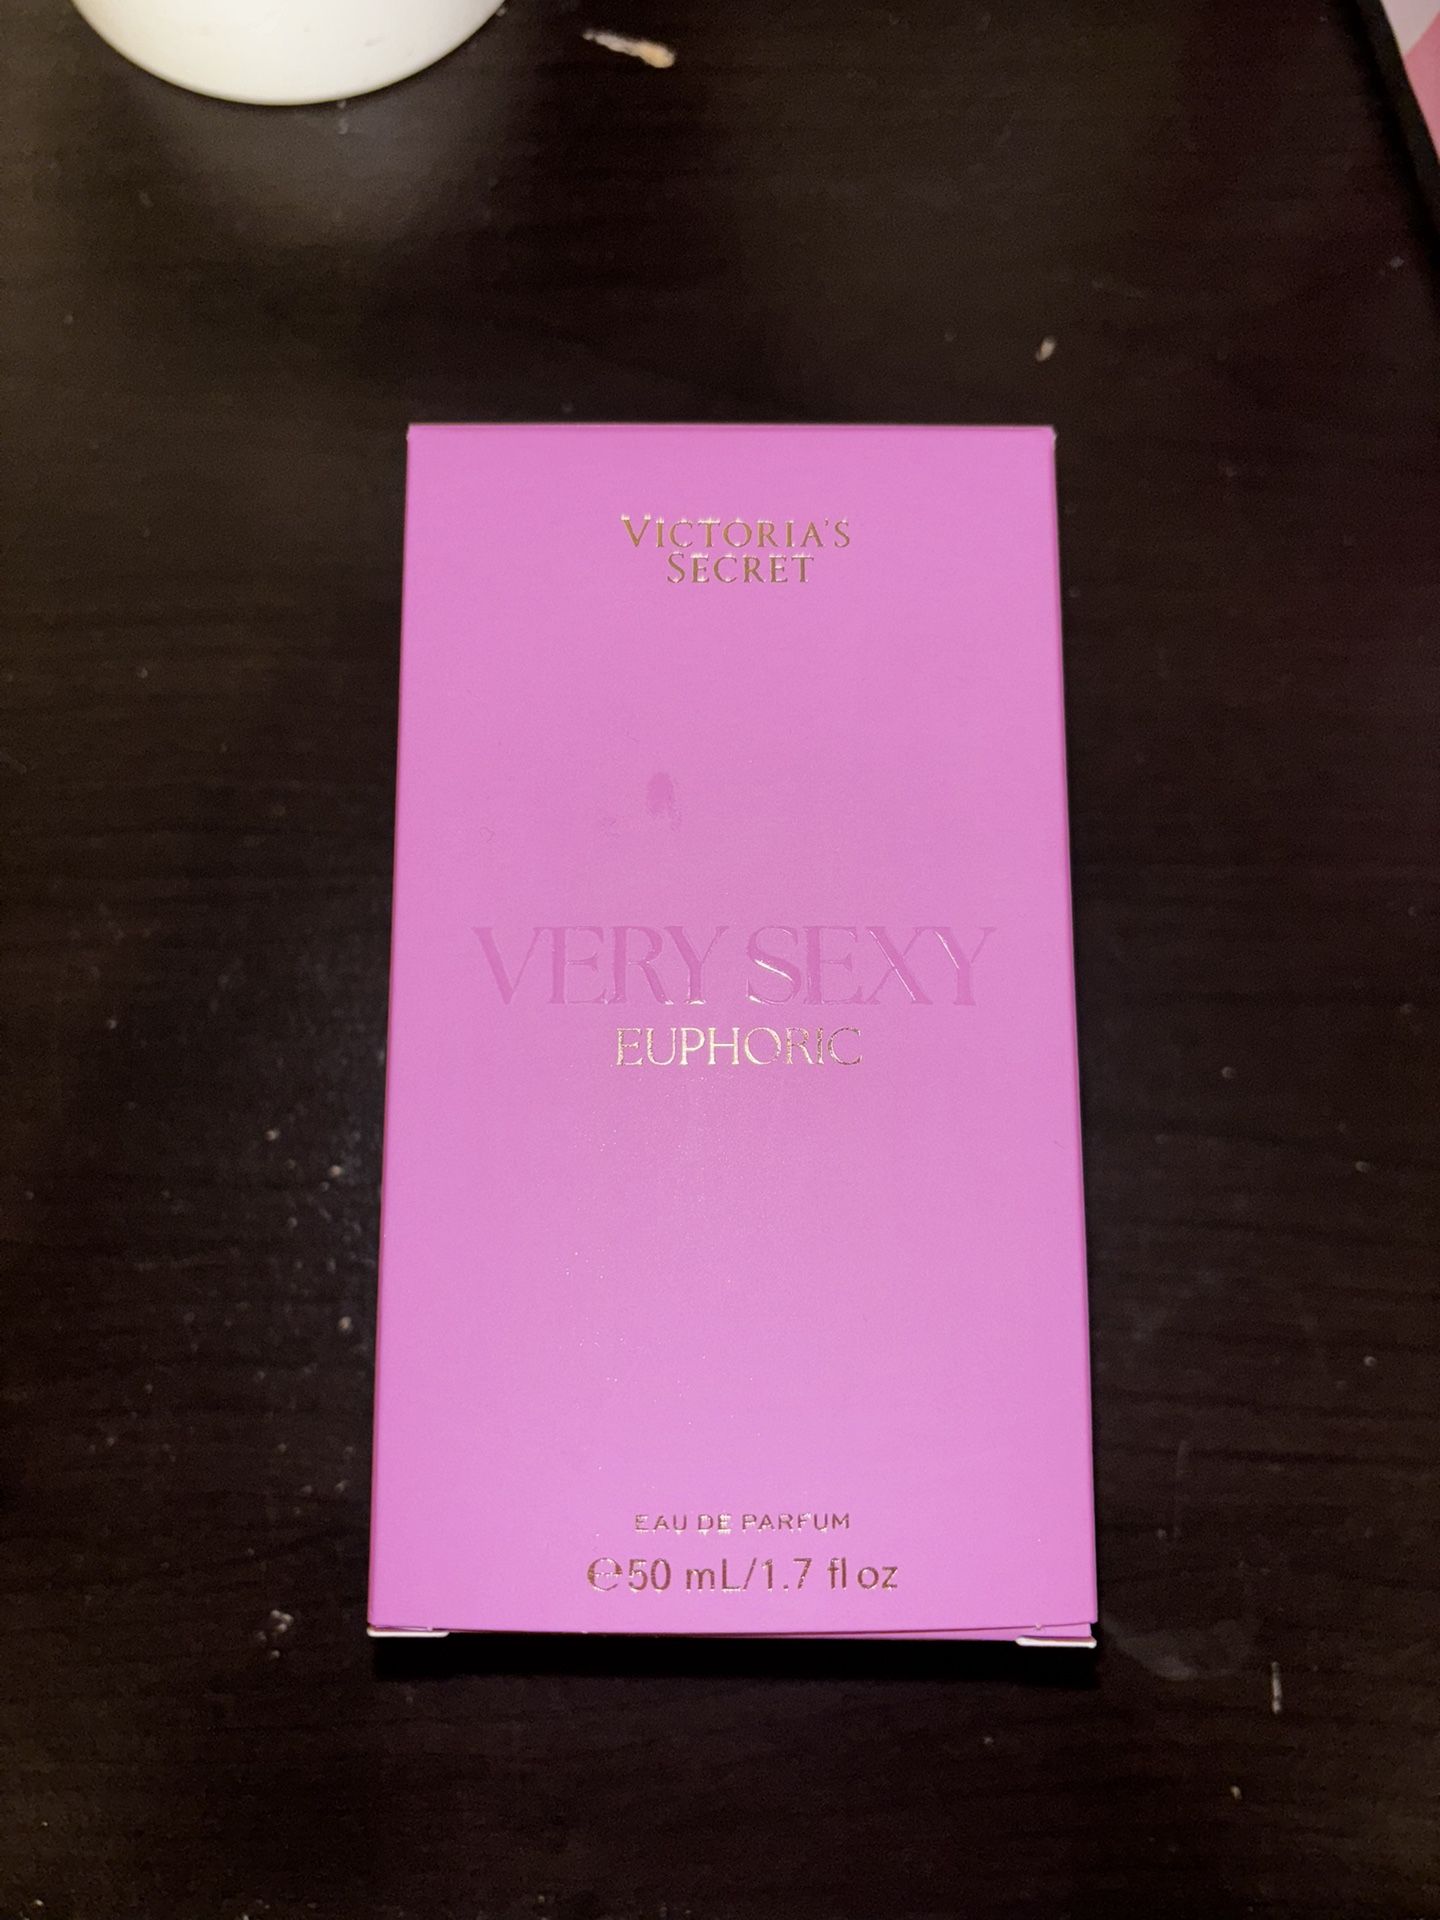 VICTORIA'S
SECRET
VERY SEXY
EUPHORIC
EAU DE PARFUM
℮50 mL/1.7 fl oz